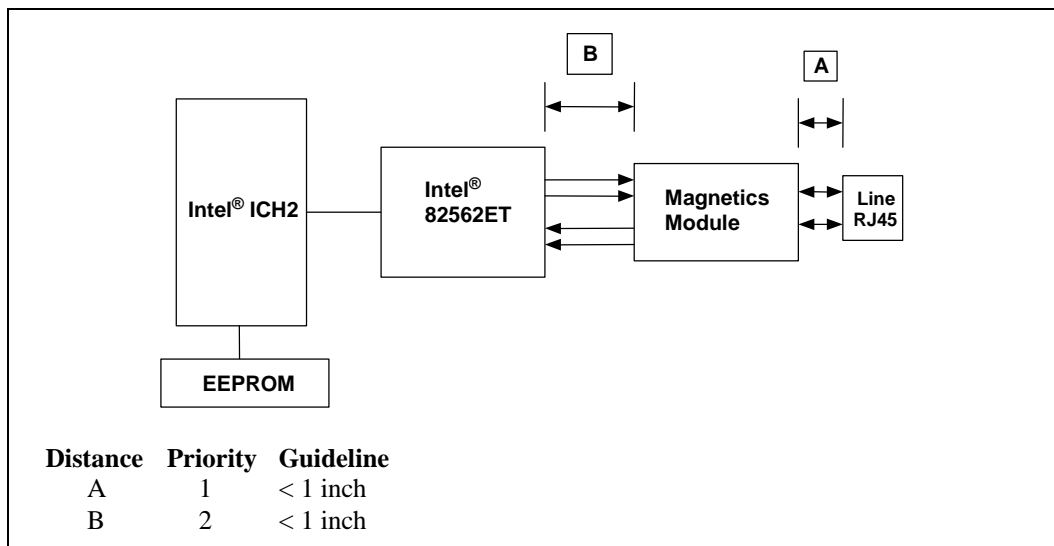 B
A
Intel® ICH2
Intel®
82562ET
Magnetics
Module
Line
RJ45
EEPROM
Distance Priority Guideline
A 1 < 1 inch
B 2 < 1 inch